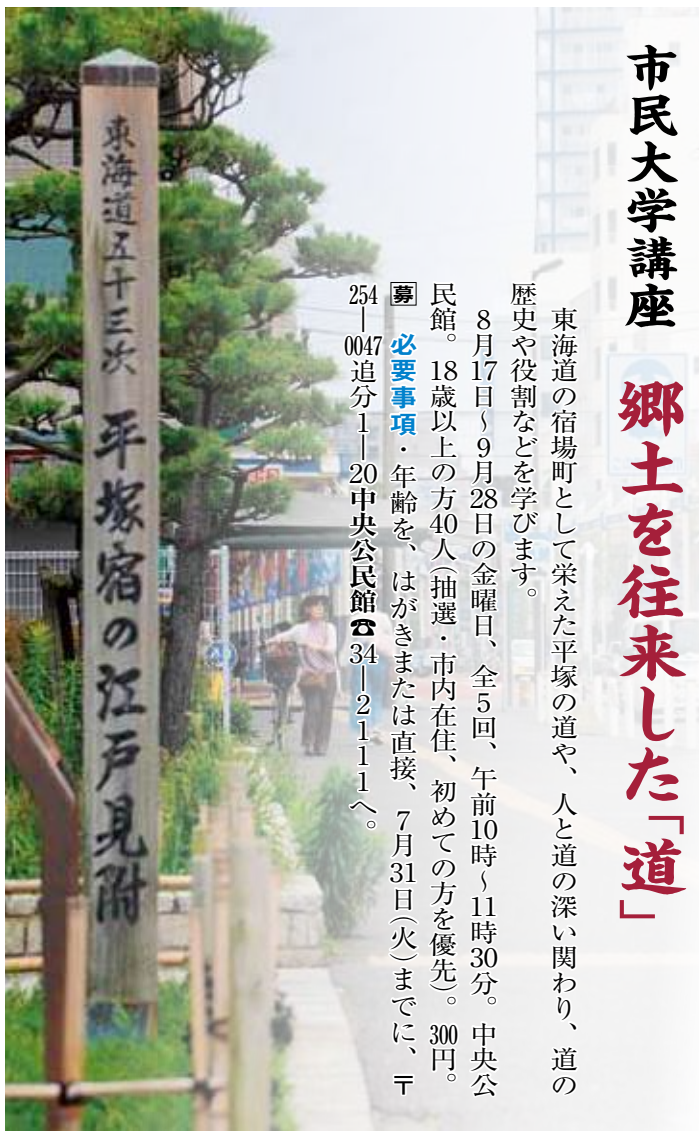 市民大学講座 郷土を往来した「道」
東海道の宿場町として栄えた平塚の道や、人と道の深い関わり、道の
歴史や役割などを学びます。
8月17日〜9月28日の金曜日、全5回、午前10時〜11時30分。中央公
民館。18歳以上の方40人(抽選・市内在住、初めての方を優先)。300円。
募 必要事項・年齢を、はがきまたは直接、7月31日(火)までに、〒
254―0047追分1―20中央公民館☎34―2111へ。
東海道五十三次 平塚宿の江戸見附